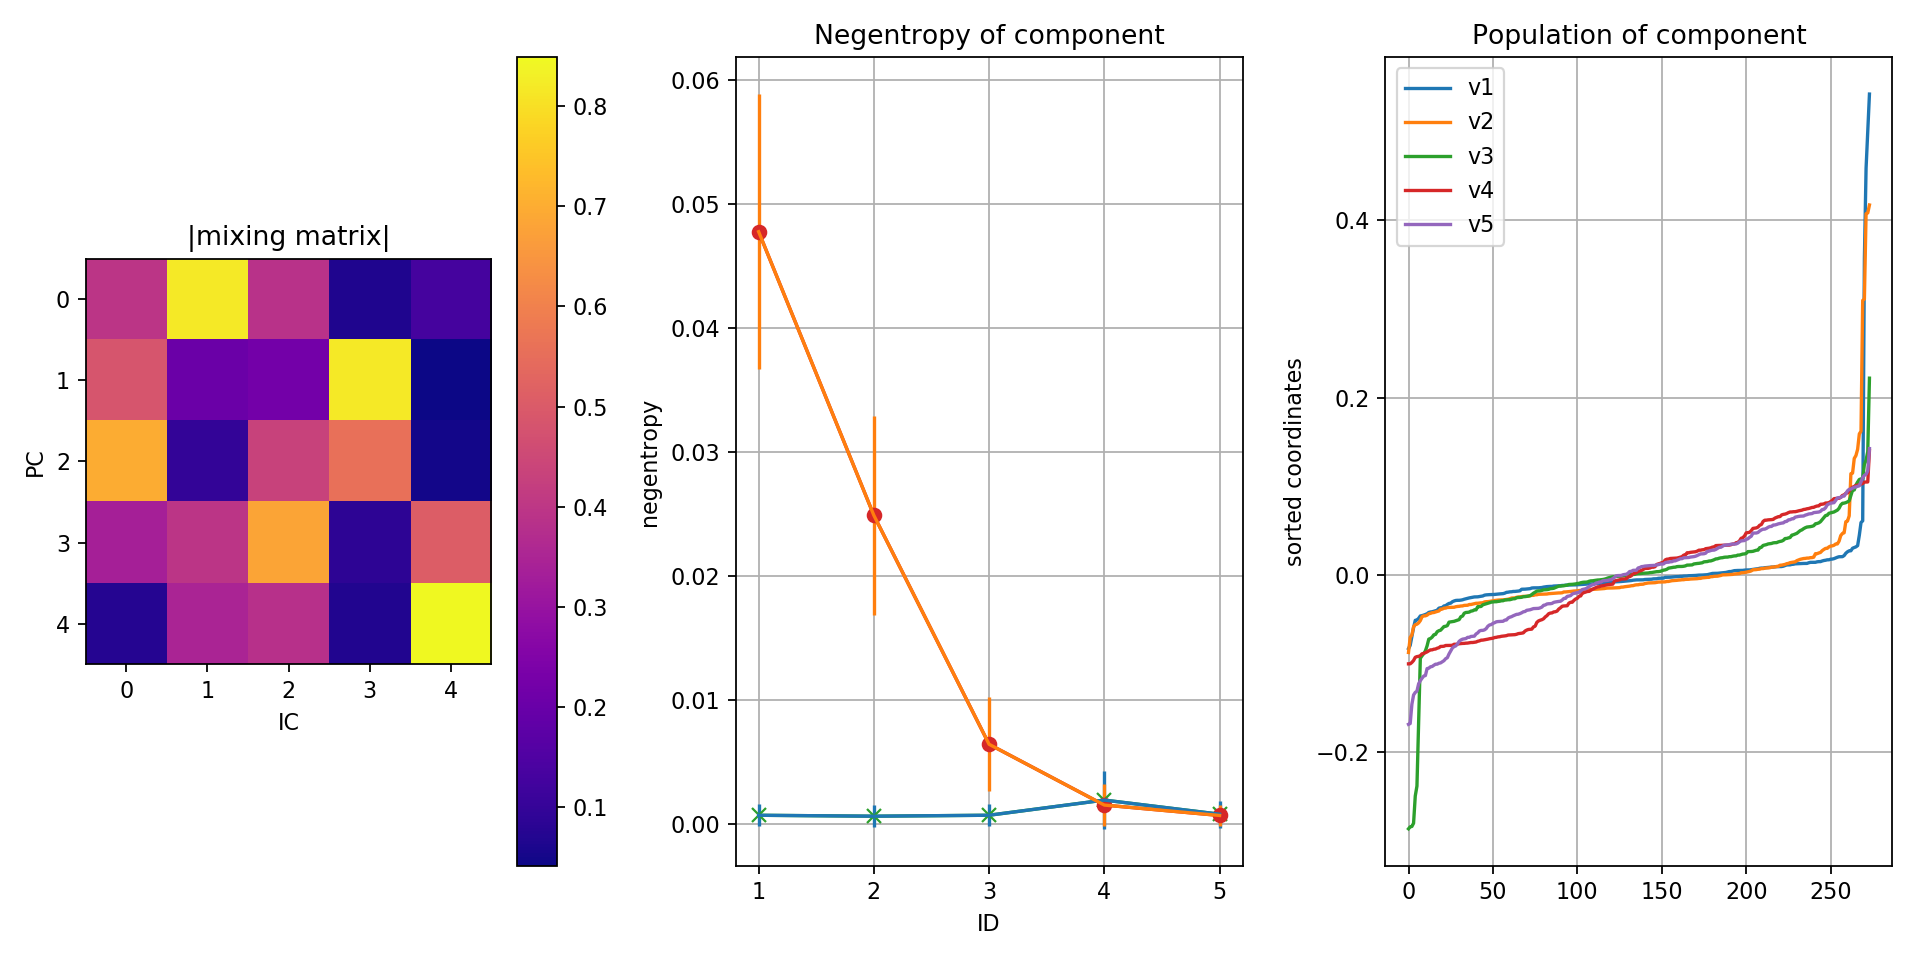 |mixing matrix|
PC
0
1
2
3
4
0 1 2 3 4
IC
0.8
0.7
0.6
0.5
0.4
0.3
0.2
0.1
Negentropy of component
negentropy
0.06
0.05
0.04
0.03
0.02
0.01
0.00
1 2 3 4 5
ID
Population of component
sorted coordinates
0.4
0.2
0.0
−0.2
v1
v2
v3
v4
v5
0 50 100 150 200 250